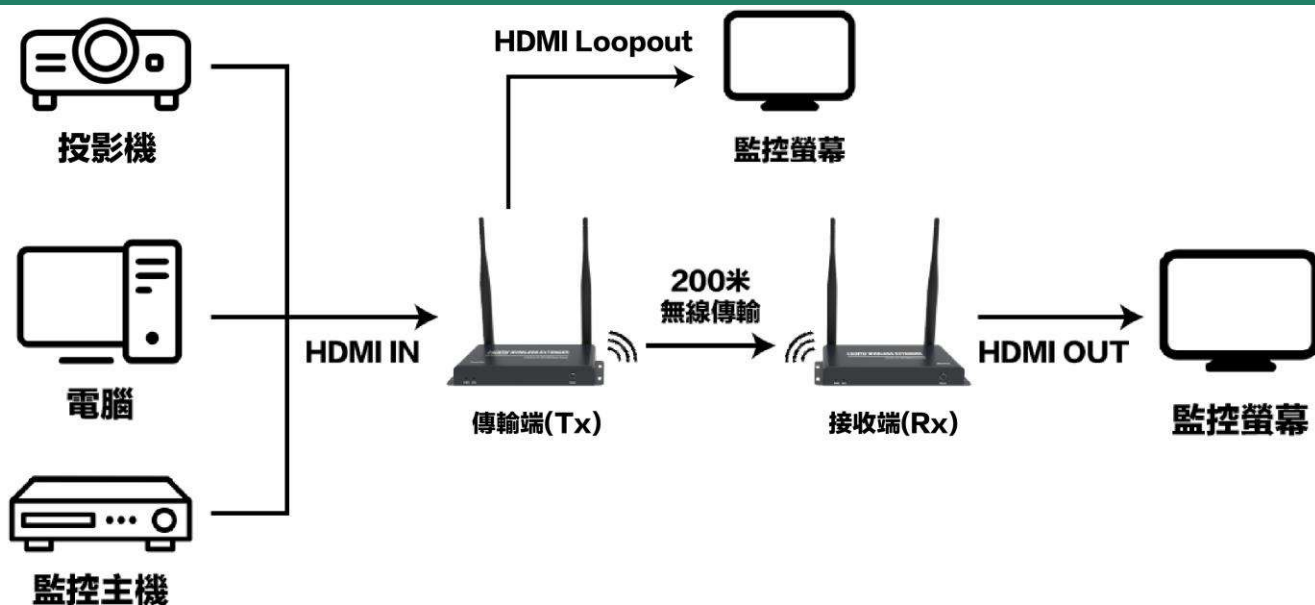 HDMI Loopout
投影機
監控螢幕
200米
無線傳輸
HDMI IN
HDMI OUT
電腦
傳輸端(Tx)
接收端(Rx)
監控螢幕
監控主機